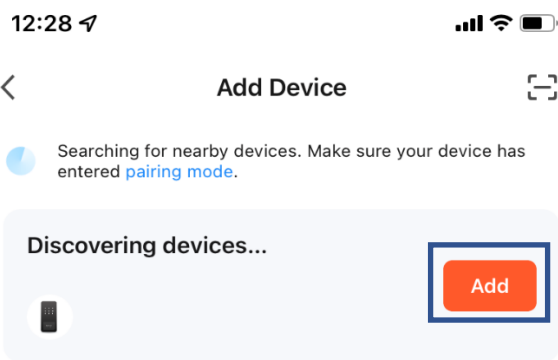 12:28
Add Device
Searching for nearby devices. Make sure your device has
entered pairing mode.
Discovering devices...
Add